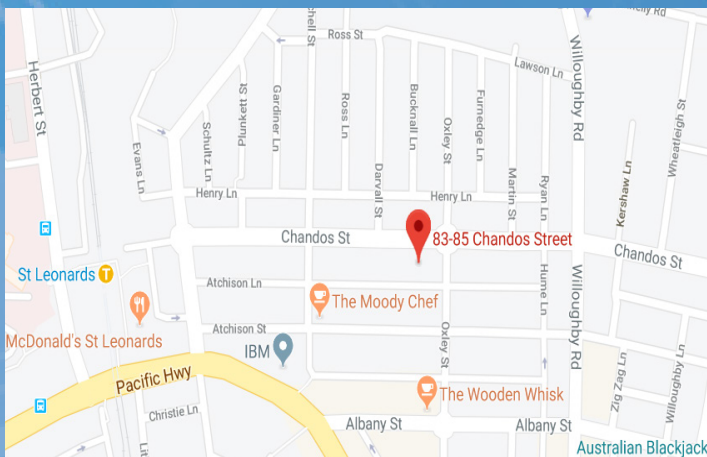 Ross St
Lawson Ln
Willoughby Rd
Herbert St
Evans Ln
Schultz Ln
Plunkett St
Gardiner Ln
Ross Ln
Darvall St
Bucknall Ln
Oxley St
Furnedge Ln
Martin St
Ryan Ln
Kershaw Ln
Wheatleigh St
Henry Ln
Henry Ln
Chandos St
83-85 Chandos Street
Chandos St
St Leonards
T
Atchison Ln
The Moody Chef
Hume Ln
McDonald's St Leonards
Atchison St
IBM
Oxley St
Willoughby Rd
Pacific Hwy
The Wooden Whisk
Zig Zag Ln
Willoughby Ln
Christie Ln
Albany St
Albany St
Australian Blackjack